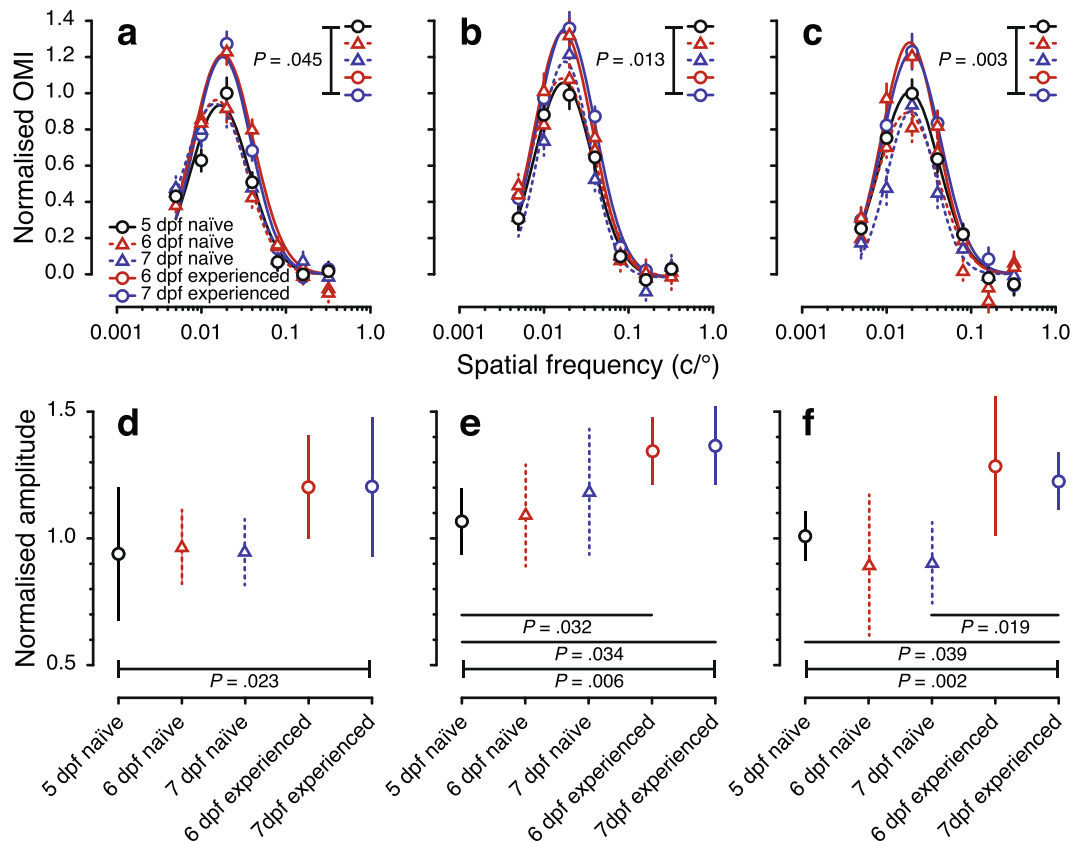 a
b
c
Normalised OMI
1.4
1.2
1.0
0.8
0.6
0.4
0.2
0.0
P = .045
P = .013
P = .003
5 dpf naïve
6 dpf naïve
7 dpf naïve
6 dpf experienced
7 dpf experienced
0.001 0.01 0.1 1.0
0.001 0.01 0.1 1.0
0.001 0.01 0.1 1.0
Spatial frequency (c/°)
d
e
f
Normalised amplitude
1.5
1.0
0.5
P = .023
P = .032
P = .034
P = .006
P = .019
P = .039
P = .002
5 dpf naïve
6 dpf naïve
7 dpf naïve
6 dpf experienced
7dpf experienced
5 dpf naïve
6 dpf naïve
7 dpf naïve
6 dpf experienced
7dpf experienced
5 dpf naïve
6 dpf naïve
7 dpf naïve
6 dpf experienced
7dpf experienced